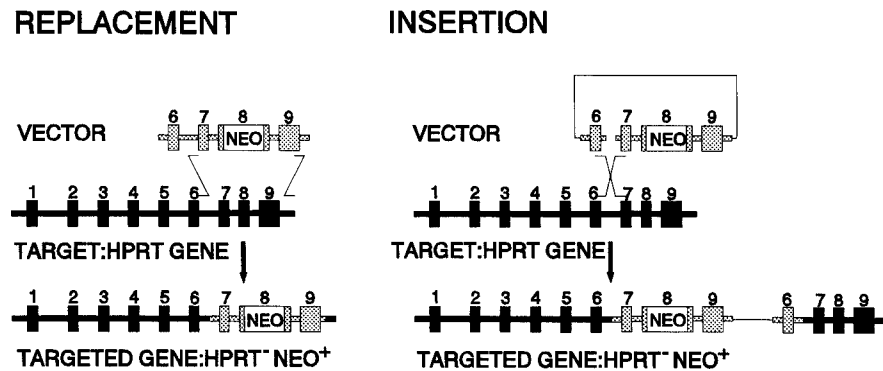 REPLACEMENT
INSERTION
6 7 8 9
VECTOR
NEO
6 7 8 9
VECTOR
NEO
1 2 3 4 5 6 7 8 9
1 2 3 4 5 6 7 8 9
TARGET:HPRT GENE
TARGET:HPRT GENE
1 2 3 4 5 6 7 8 9
NEO
1 2 3 4 5 6 7 8 9 6 7 8 9
NEO
TARGETED GENE:HPRT⁻ NEO⁺
TARGETED GENE:HPRT⁻ NEO⁺